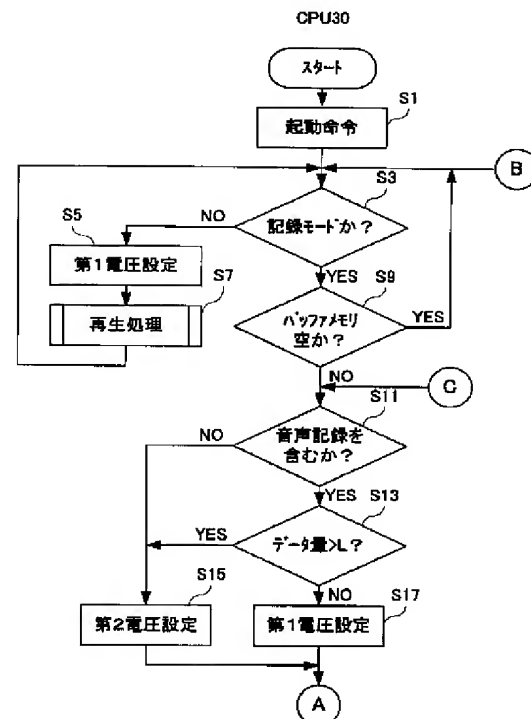 CPU30
スタート
S1
起動命令
B
S3
記録モードか？
NO
YES
S5
第1電圧設定
S7
再生処理
S9
バッファメモリ
空か？
YES
NO
C
S11
音声記録を
含むか？
NO
YES
S13
データ量>L？
YES
NO
S15
第2電圧設定
S17
第1電圧設定
A